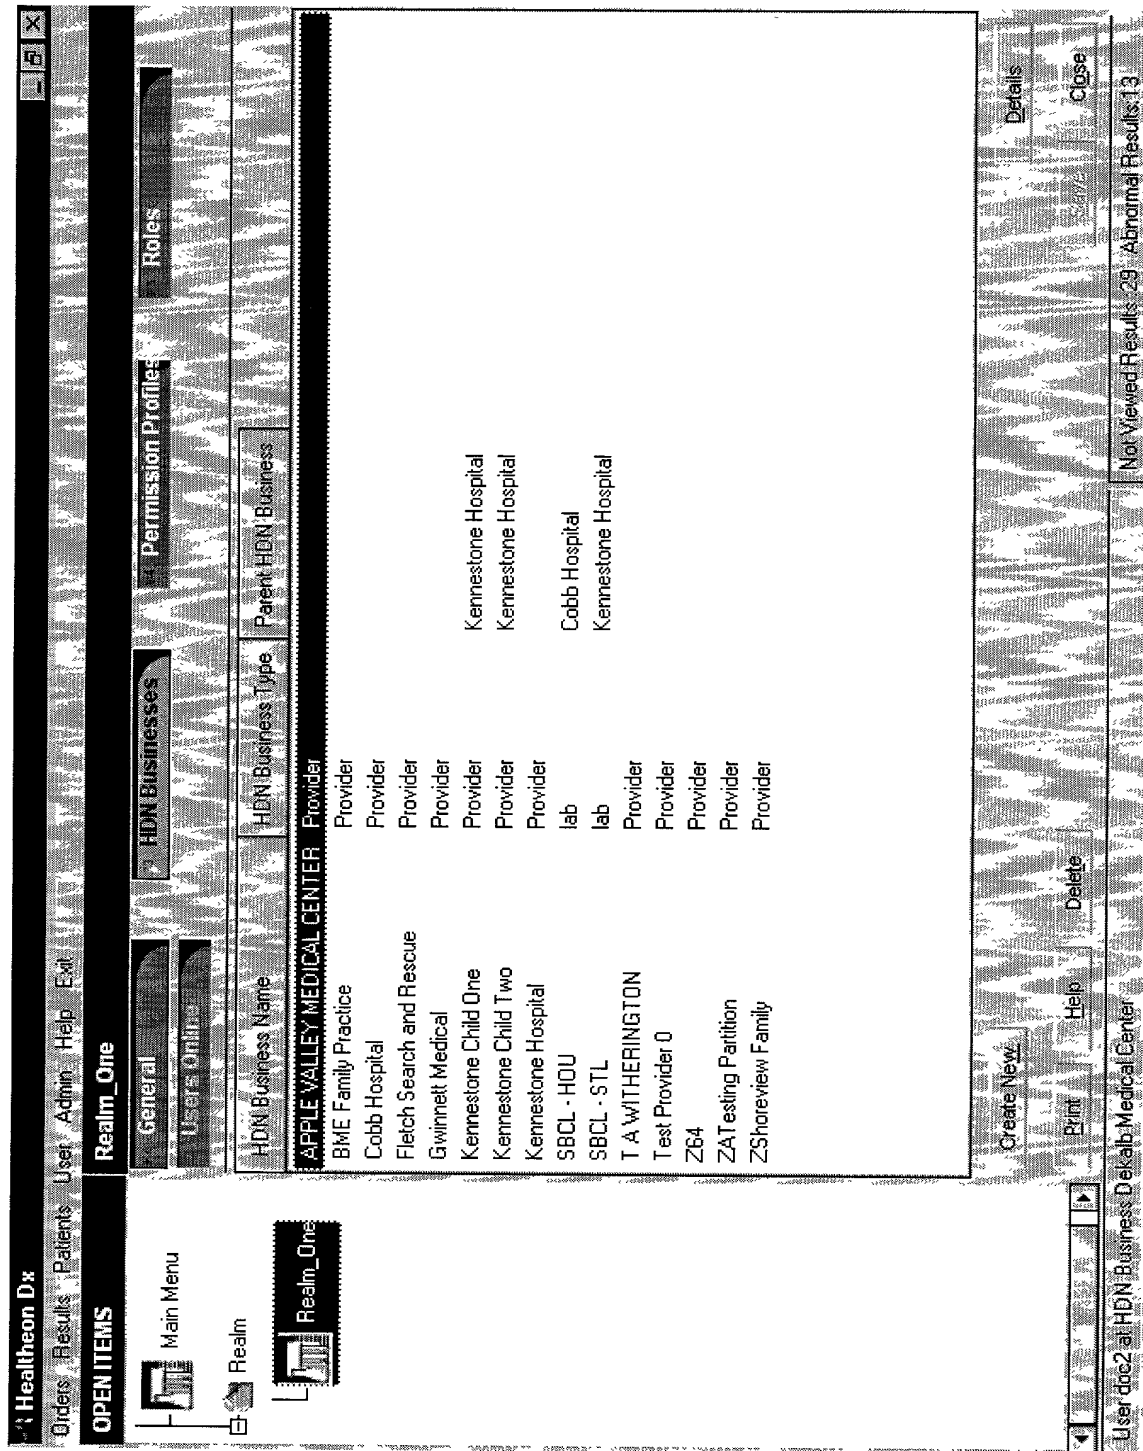 Healtheon Dx
Orders Results Patients User Admin Help Exit
OPEN ITEMS
Realm_One
Main Menu
Realm
Realm_One
General
HDN Businesses
Permission Profiles
Roles
Users Online
HDN Business Name HDN Business Type Parent HDN Business
APPLE VALLEY MEDICAL CENTER Provider
BME Family Practice Provider
Cobb Hospital Provider
Fletch Search and Rescue Provider
Gwinnett Medical Provider
Kennestone Child One Provider Kennestone Hospital
Kennestone Child Two Provider Kennestone Hospital
Kennestone Hospital Provider
SBCL - HOU lab Cobb Hospital
SBCL - STL lab Kennestone Hospital
T A WITHERINGTON Provider
Test Provider 0 Provider
Z64 Provider
ZATesting Partition Provider
ZShoreview Family Provider
Create New Details
Print Help Delete Save Close
User doc2 at HDN Business Dekalb Medical Center Not Viewed Results: 29 Abnormal Results: 13